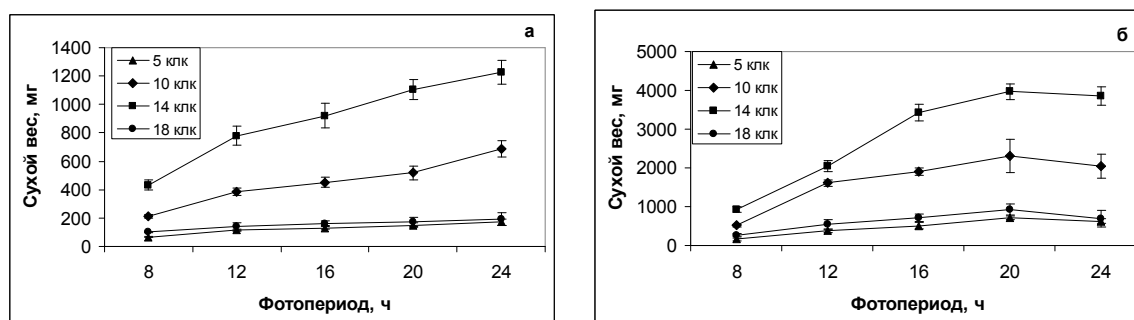 а
Сухой вес, мг
1400
1200
1000
800
600
400
200
0
5 клк
10 клк
14 клк
18 клк
8 12 16 20 24
Фотопериод, ч
б
Сухой вес, мг
5000
4000
3000
2000
1000
0
5 клк
10 клк
14 клк
18 клк
8 12 16 20 24
Фотопериод, ч